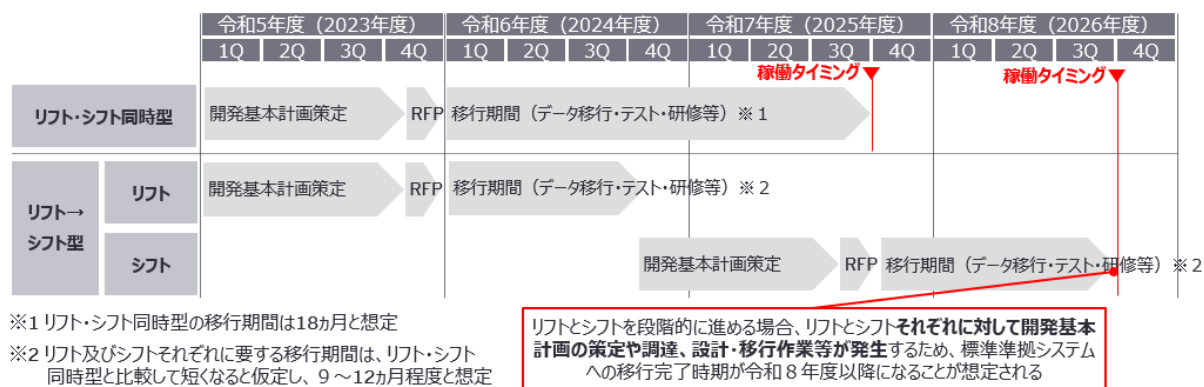 令和5年度（2023年度） 令和6年度（2024年度） 令和7年度（2025年度） 令和8年度（2026年度）
1Q 2Q 3Q 4Q 1Q 2Q 3Q 4Q 1Q 2Q 3Q 4Q 1Q 2Q 3Q 4Q
稼働タイミング 稼働タイミング
リフト・シフト同時型 開発基本計画策定 RFP 移行期間（データ移行・テスト・研修等）※１
リフト→
シフト型
リフト 開発基本計画策定 RFP 移行期間（データ移行・テスト・研修等）※２
シフト 開発基本計画策定 RFP 移行期間（データ移行・テスト・研修等）※２
※1 リフト・シフト同時型の移行期間は18ヵ月と想定
※2 リフト及びシフトそれぞれに要する移行期間は、リフト・シフト
同時型と比較して短くなると仮定し、９～12ヵ月程度と想定
リフトとシフトを段階的に進める場合、リフトとシフトそれぞれに対して開発基本
計画の策定や調達、設計・移行作業等が発生するため、標準準拠システム
への移行完了時期が令和８年度以降になることが想定される